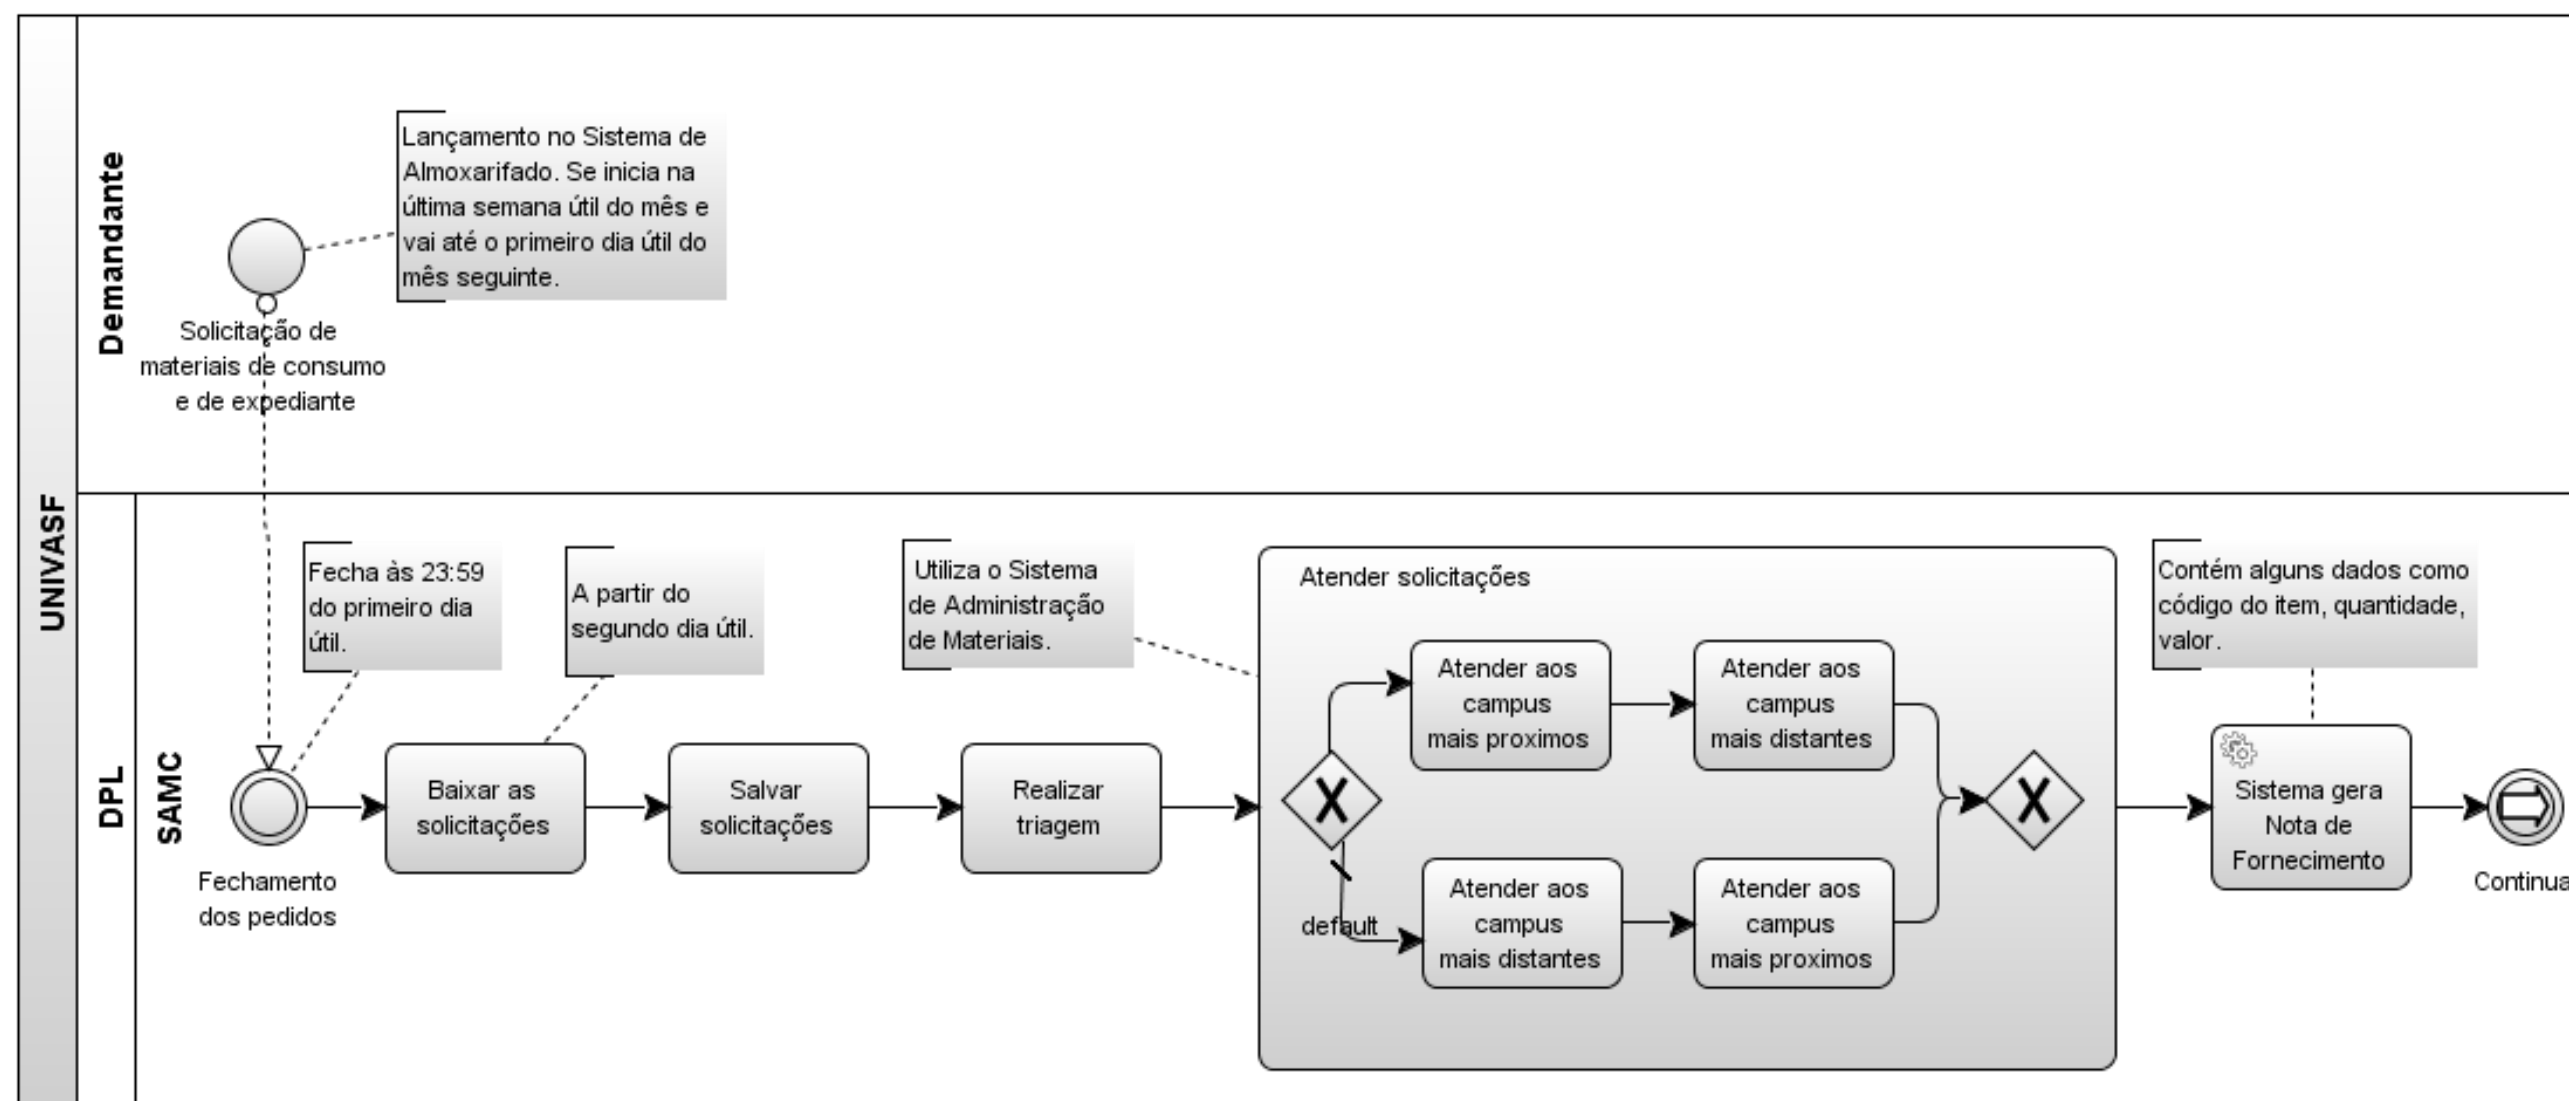 UNIVASF
Demandante
Lançamento no Sistema de
Almoxarifado. Se inicia na
última semana útil do mês e
vai até o primeiro dia útil do
mês seguinte.
Solicitação de
materiais de consumo
e de expediante
DPL
SAMC
Fecha às 23:59
do primeiro dia
útil.
A partir do
segundo dia útil.
Utiliza o Sistema
de Administração
de Materiais.
Fechamento
dos pedidos
Baixar as
solicitações
Salvar
solicitações
Realizar
triagem
Atender solicitações
Atender aos
campus
mais proximos
Atender aos
campus
mais distantes
default
Atender aos
campus
mais distantes
Atender aos
campus
mais proximos
Contém alguns dados como
código do item, quantidade,
valor.
Sistema gera
Nota de
Fornecimento
Continua